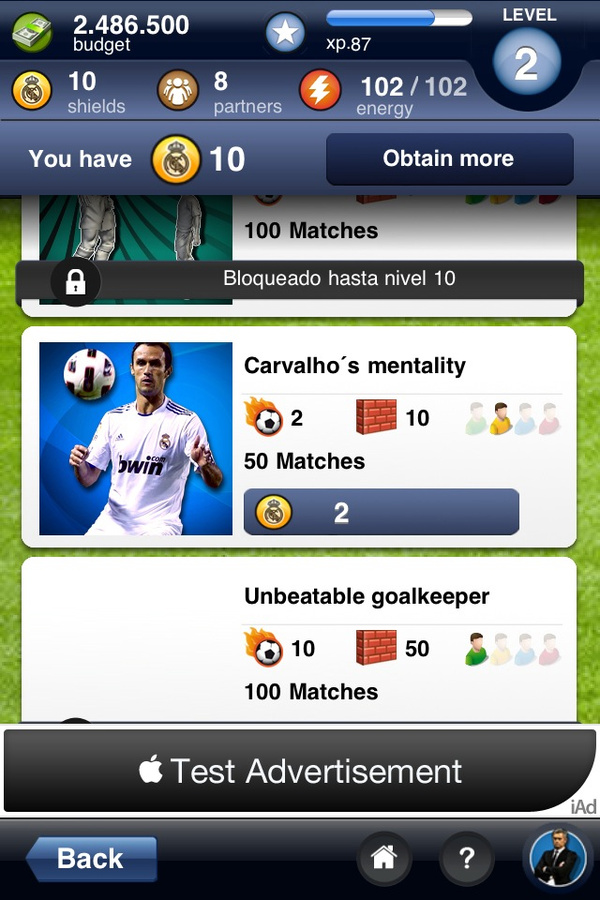 2.486.500
budget
xp.87
LEVEL
2
10
shields
8
partners
102 / 102
energy
You have 10
Obtain more
100 Matches
Bloqueado hasta nivel 10
Carvalho´s mentality
2 10
50 Matches
bwin.com
2
Unbeatable goalkeeper
10 50
100 Matches
Test Advertisement
iAd
Back
?